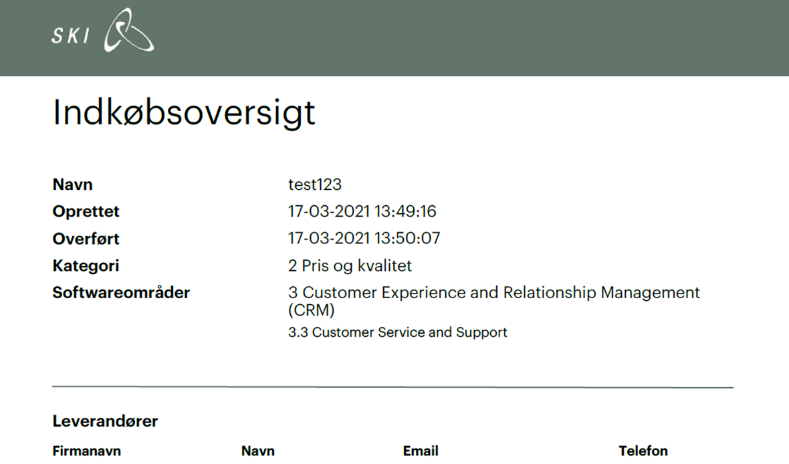 SKI
Indkøbsoversigt
Navn test123
Oprettet 17-03-2021 13:49:16
Overført 17-03-2021 13:50:07
Kategori 2 Pris og kvalitet
Softwareområder 3 Customer Experience and Relationship Management
(CRM)
3.3 Customer Service and Support
Leverandører
Firmanavn Navn Email Telefon